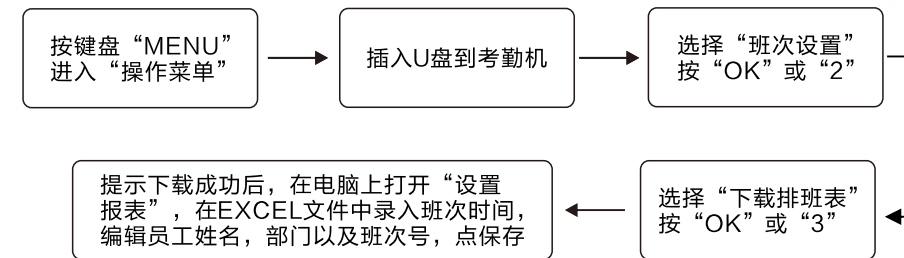 按键盘“MENU”
进入“操作菜单”
插入U盘到考勤机
选择“班次设置”
按“OK”或“2”
选择“下载排班表”
按“OK”或“3”
提示下载成功后，在电脑上打开“设置
报表”，在EXCEL文件中录入班次时间，
编辑员工姓名，部门以及班次号，点保存